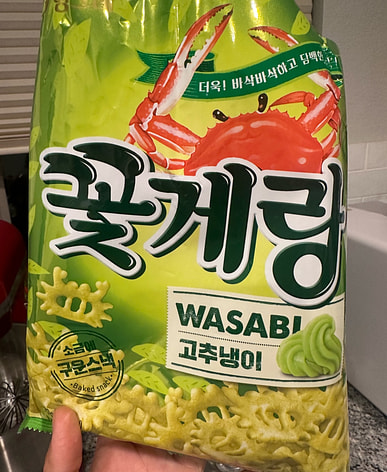 더욱! 바삭바삭하고 담백한
꽃게랑
WASABI
고추냉이
소금에
구운스낵
Baked snack